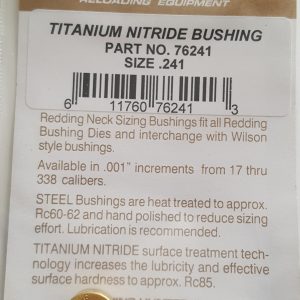 RELOADING EQUIPMENT
TITANIUM NITRIDE BUSHING
PART NO. 76241
SIZE .241
6 11760 76241 3
Redding Neck Sizing Bushings fit all Redding
Bushing Dies and interchange with Wilson
style bushings.
Available in .001" increments from 17 thru
338 calibers.
STEEL Bushings are heat treated to approx.
Rc60-62 and hand polished to reduce sizing
effort. Lubrication is recommended.
TITANIUM NITRIDE surface treatment tech-
nology increases the lubricity and effective
surface hardness to approx. Rc85.